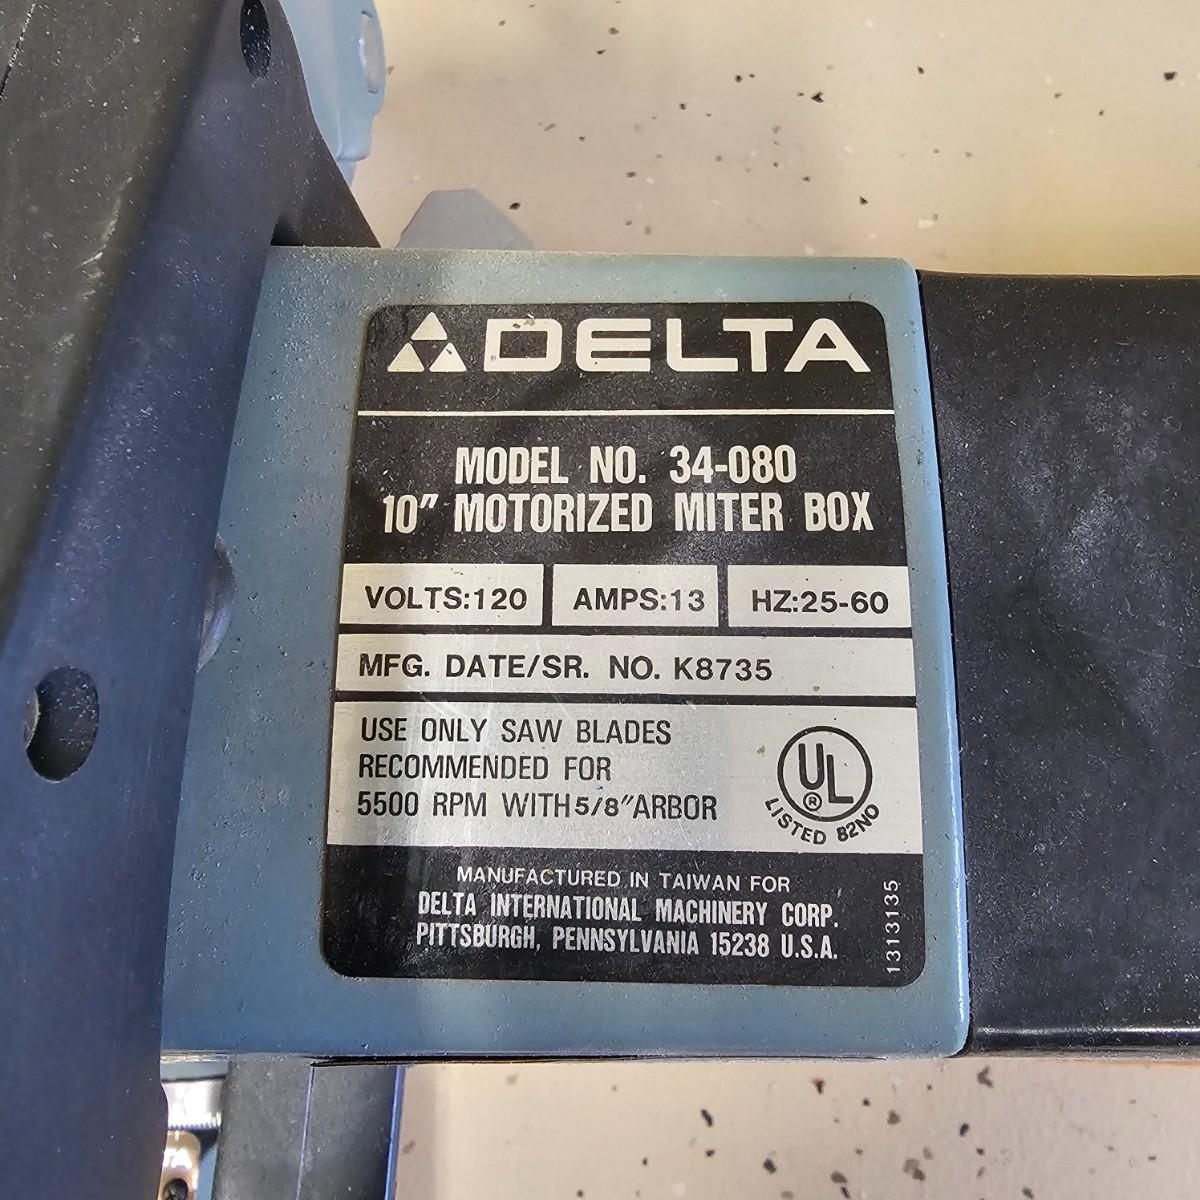 DELTA
MODEL NO. 34-080
10" MOTORIZED MITER BOX
VOLTS:120 AMPS:13 HZ:25-60
MFG. DATE/SR. NO. K8735
USE ONLY SAW BLADES
RECOMMENDED FOR
5500 RPM WITH 5/8" ARBOR
UL
®
LISTED 82NO
MANUFACTURED IN TAIWAN FOR
DELTA INTERNATIONAL MACHINERY CORP.
PITTSBURGH, PENNSYLVANIA 15238 U.S.A.
1313135
TA